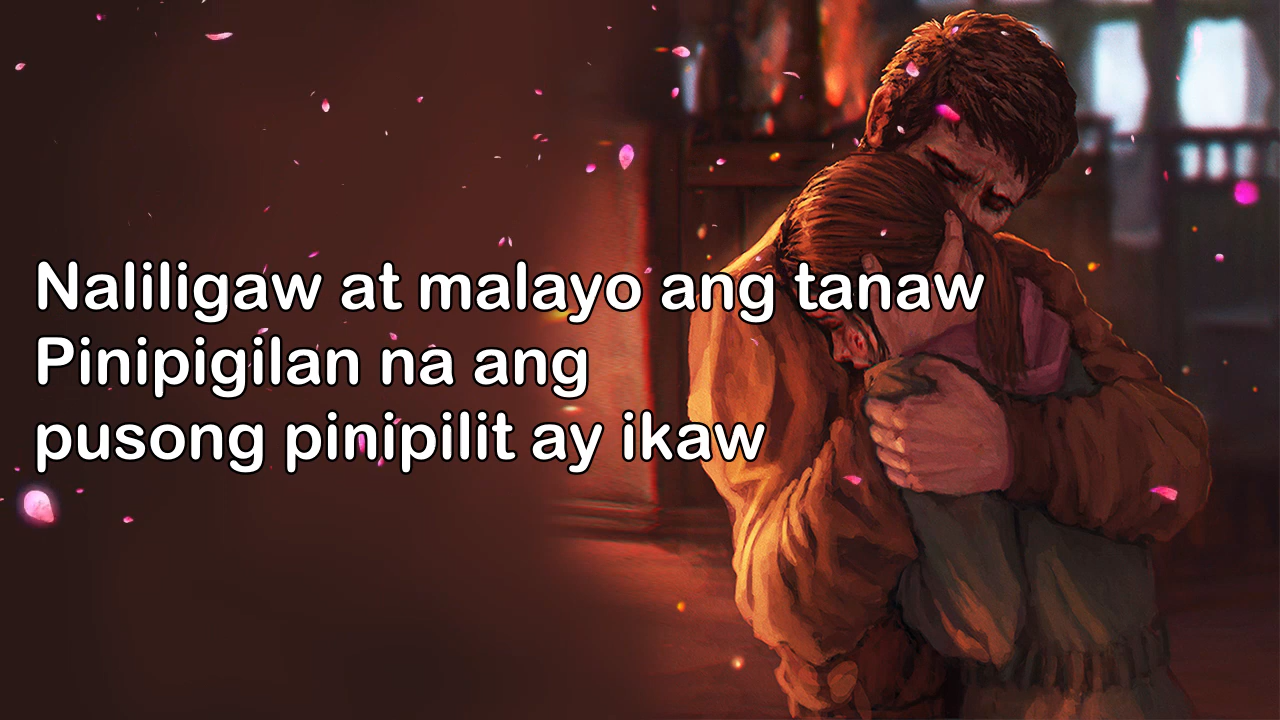 Naliligaw at malayo ang tanaw
Pinipigilan na ang
pusong pinipilit ay ikaw